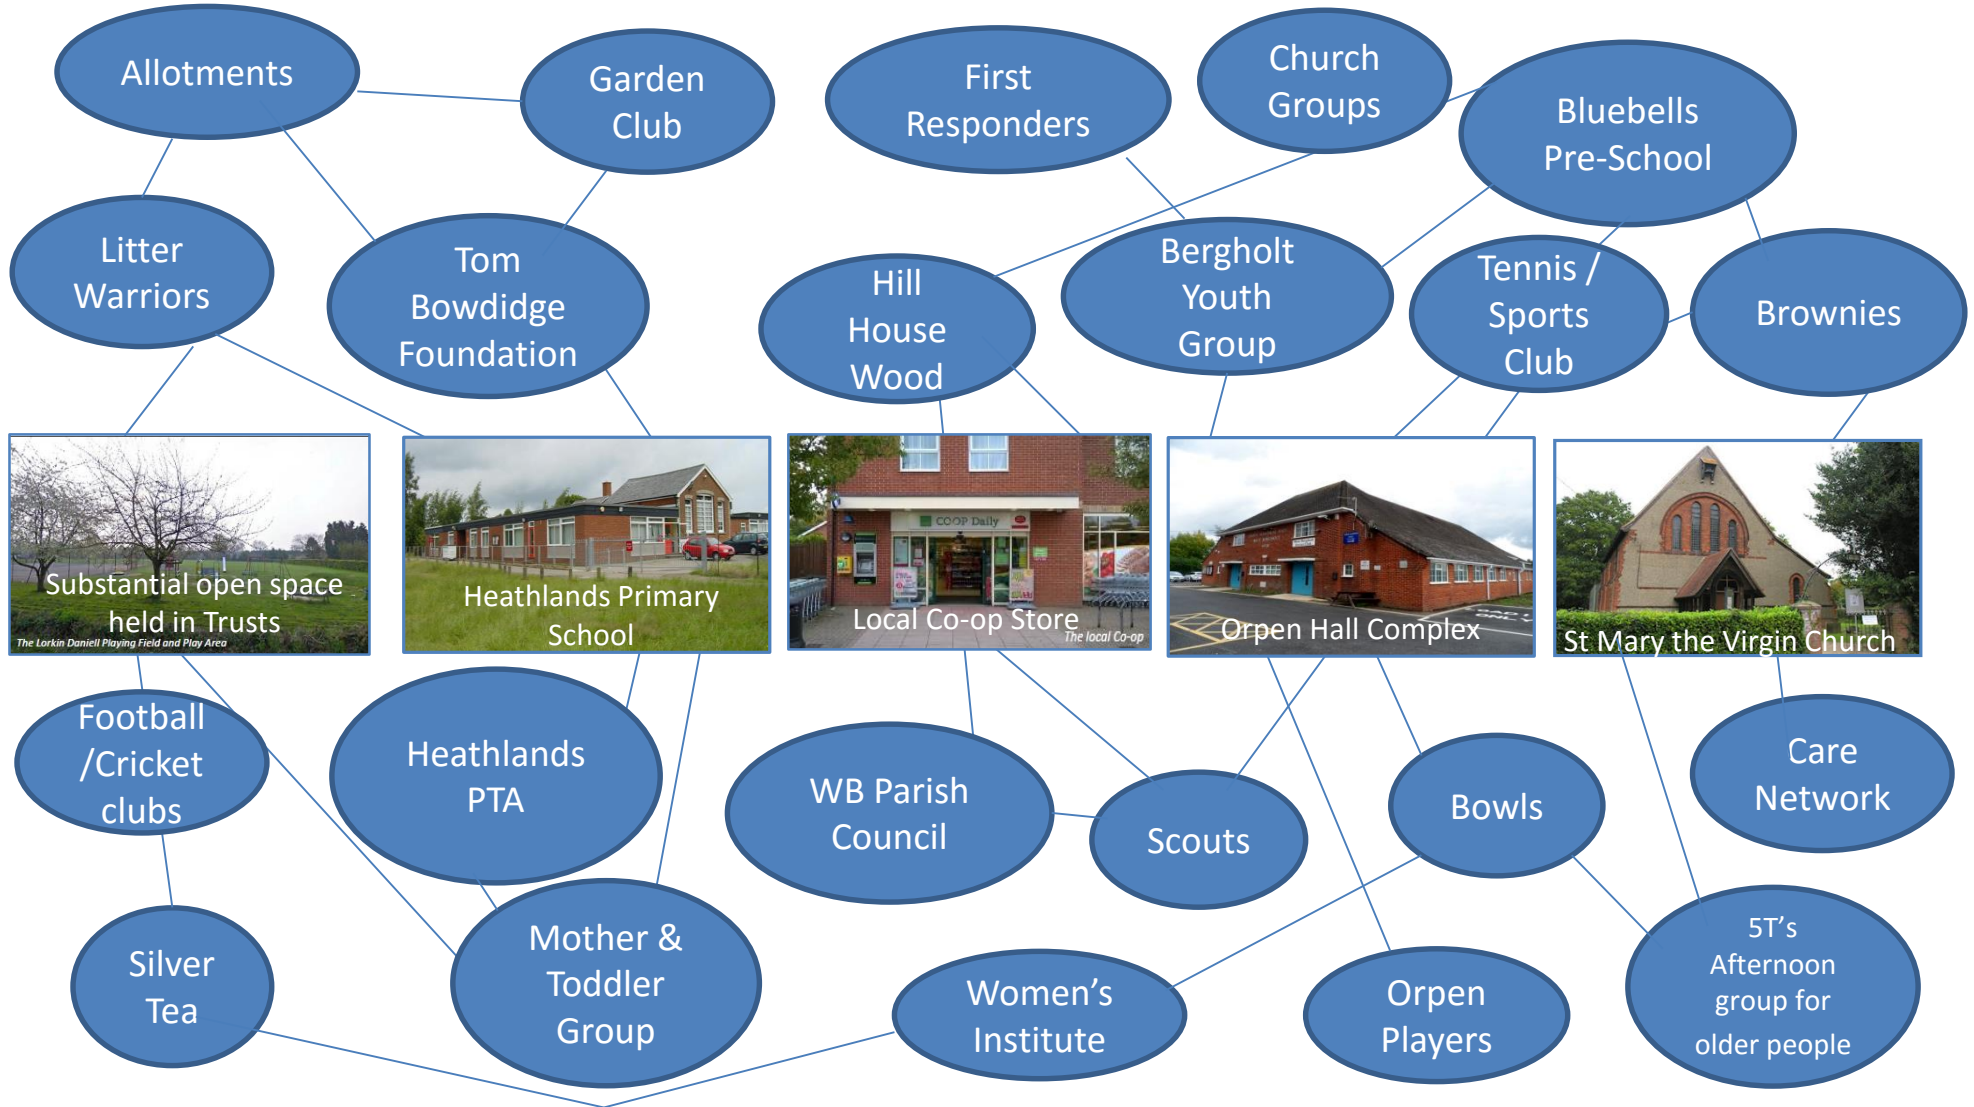 Allotments
Garden
Club
First
Responders
Church
Groups
Bluebells
Pre-School
Litter
Warriors
Tom
Bowdidge
Foundation
Hill
House
Wood
Bergholt
Youth
Group
Tennis /
Sports
Club
Brownies
Substantial open space
held in Trusts
The Lorkin Daniell Playing Field and Play Area
Heathlands Primary
School
COOP Daily
Local Co-op Store
The local Co-op
Orpen Hall Complex
St Mary the Virgin Church
Football
/Cricket
clubs
Heathlands
PTA
WB Parish
Council
Scouts
Bowls
Care
Network
Silver
Tea
Mother &
Toddler
Group
Women’s
Institute
Orpen
Players
5T’s
Afternoon
group for
older people